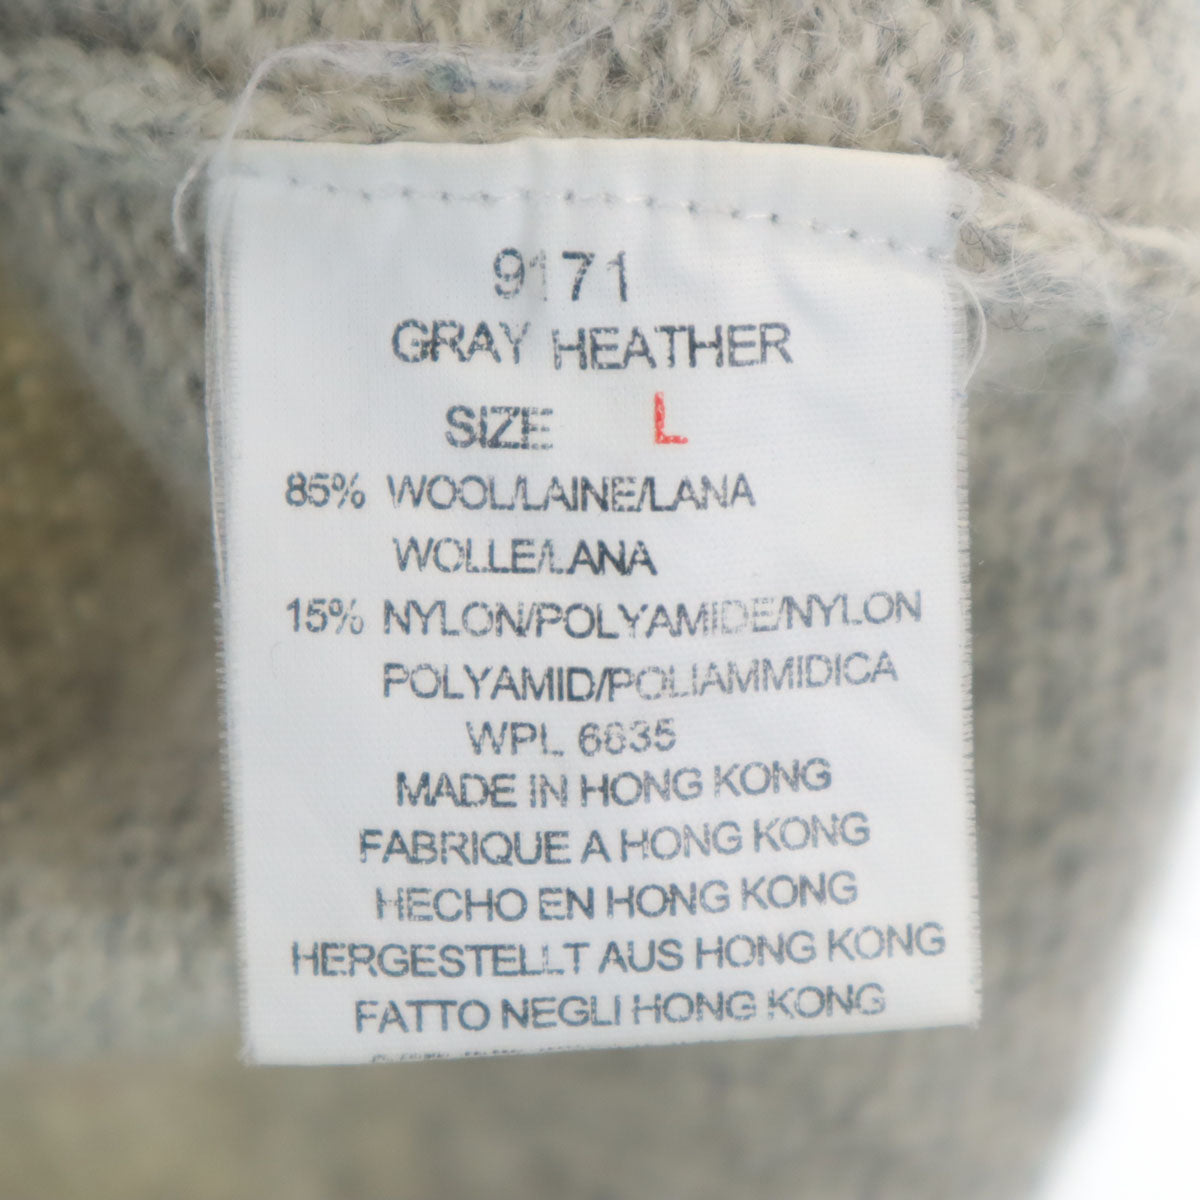 9171
GRAY HEATHER
SIZE L
85% WOOL/LAINE/LANA
WOLLE/LANA
15% NYLON/POLYAMIDE/NYLON
POLYAMID/POLIAMMIDICA
WPL 6635
MADE IN HONG KONG
FABRIQUE A HONG KONG
HECHO EN HONG KONG
HERGESTELLT AUS HONG KONG
FATTO NEGLI HONG KONG